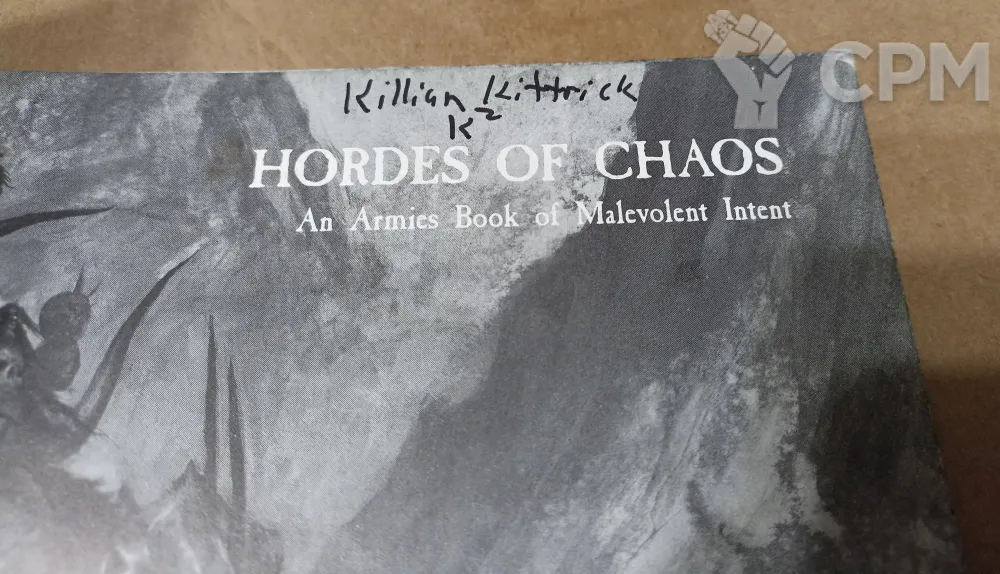 Killian Kittrick
K²
HORDES OF CHAOS
An Armies Book of Malevolent Intent
CPM